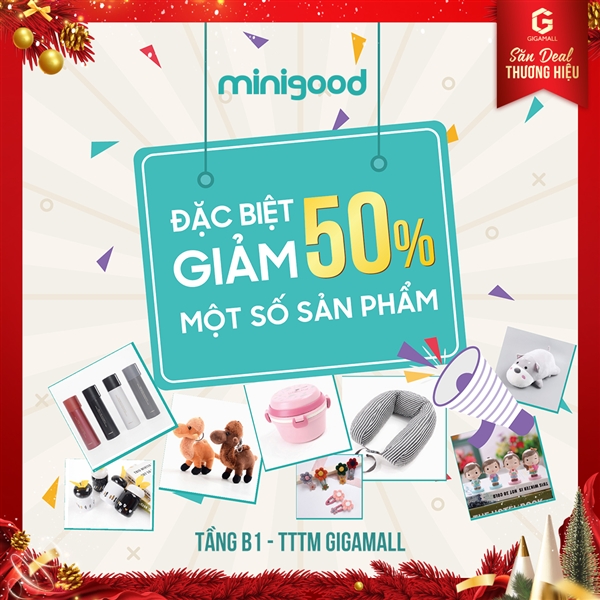 GIGAMALL
Săn Deal
THƯƠNG HIỆU
minigood
ĐẶC BIỆT
GIẢM 50%
MỘT SỐ SẢN PHẨM
TẦNG B1 - TTTM GIGAMALL